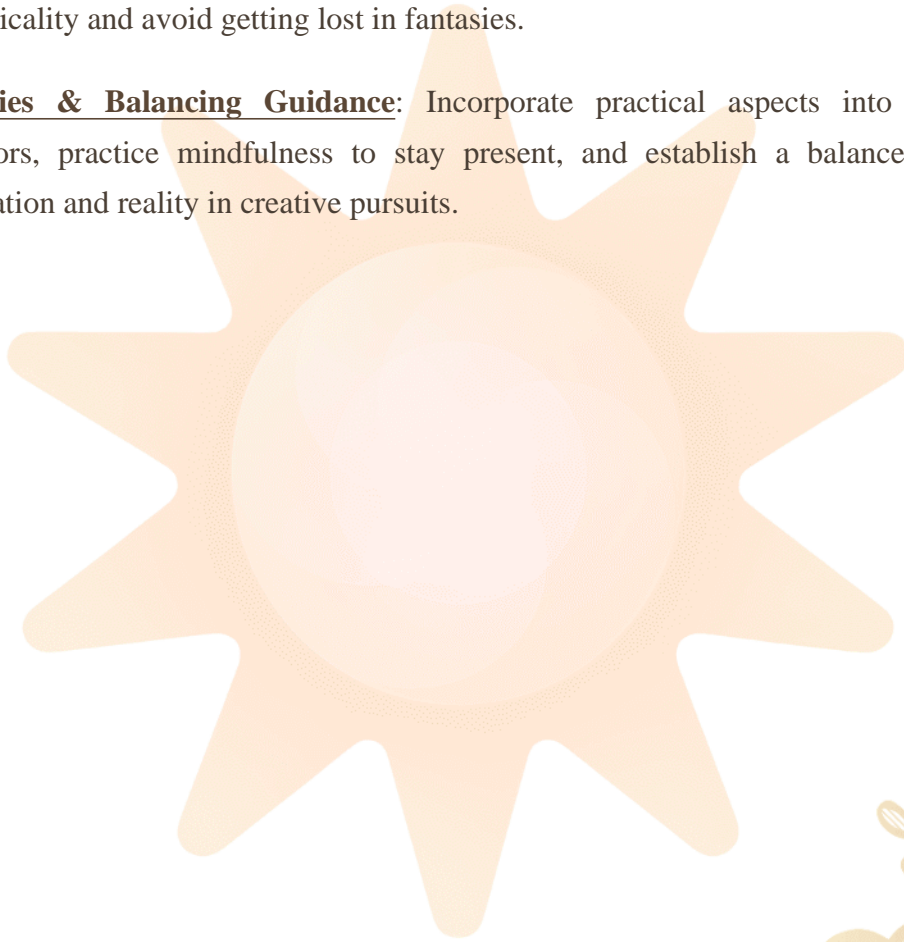 icality and avoid getting lost in fantasies.
ies & Balancing Guidance: Incorporate practical aspects into
ors, practice mindfulness to stay present, and establish a balance
ation and reality in creative pursuits.